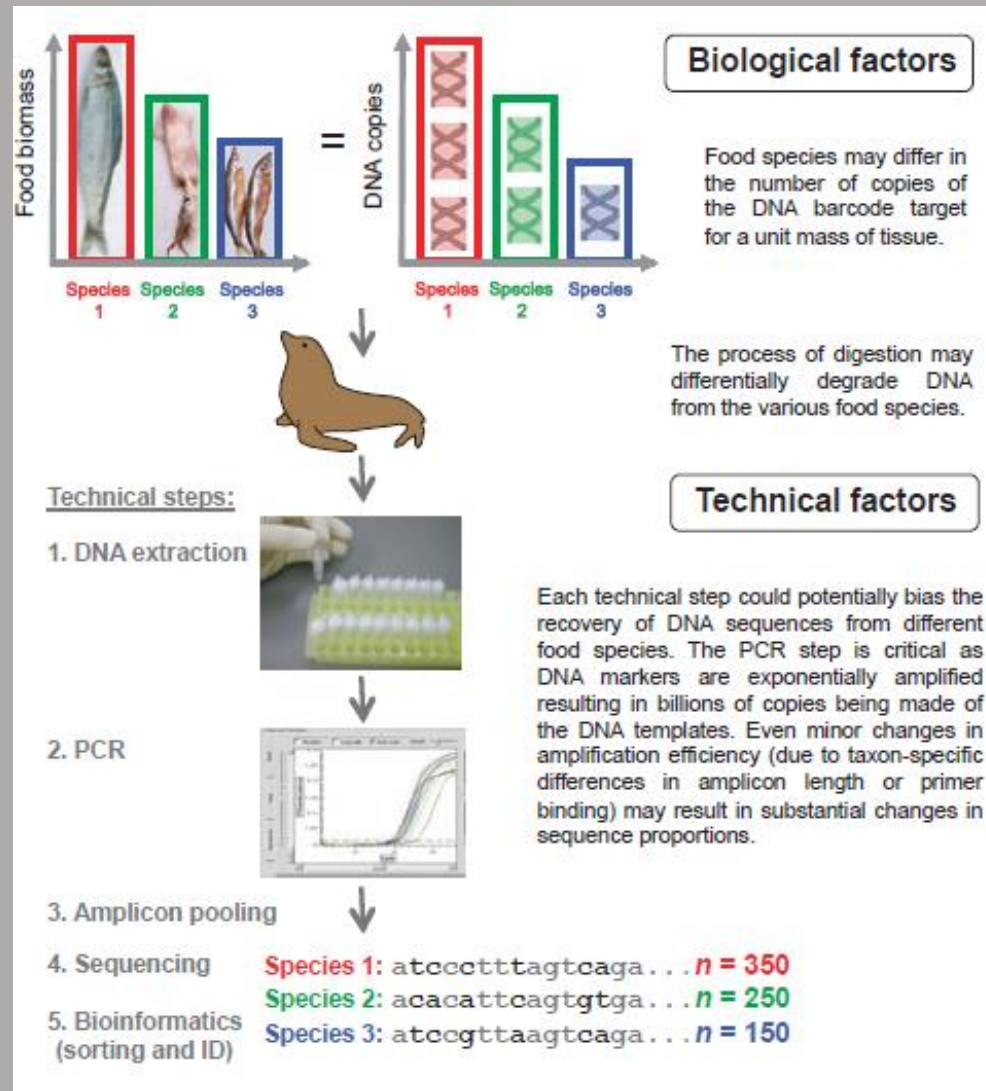 Food biomass
Species 1
Species 2
Species 3
=
DNA copies
Species 1
Species 2
Species 3
Biological factors
Food species may differ in
the number of copies of
the DNA barcode target
for a unit mass of tissue.
The process of digestion may
differentially degrade DNA
from the various food species.
Technical steps:
Technical factors
1. DNA extraction
Each technical step could potentially bias the
recovery of DNA sequences from different
food species. The PCR step is critical as
DNA markers are exponentially amplified
resulting in billions of copies being made of
the DNA templates. Even minor changes in
amplification efficiency (due to taxon-specific
differences in amplicon length or primer
binding) may result in substantial changes in
sequence proportions.
2. PCR
3. Amplicon pooling
4. Sequencing
Species 1: atccctttagtcaga...n = 350
Species 2: acacattcagtgtga...n = 250
5. Bioinformatics
(sorting and ID)
Species 3: atccgttaagtcaga...n = 150